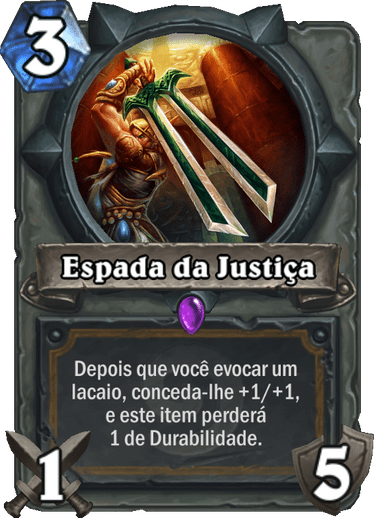 3
Espada da Justiça
Depois que você evocar um
lacaio, conceda-lhe +1/+1,
e este item perderá
1 de Durabilidade.
1
5